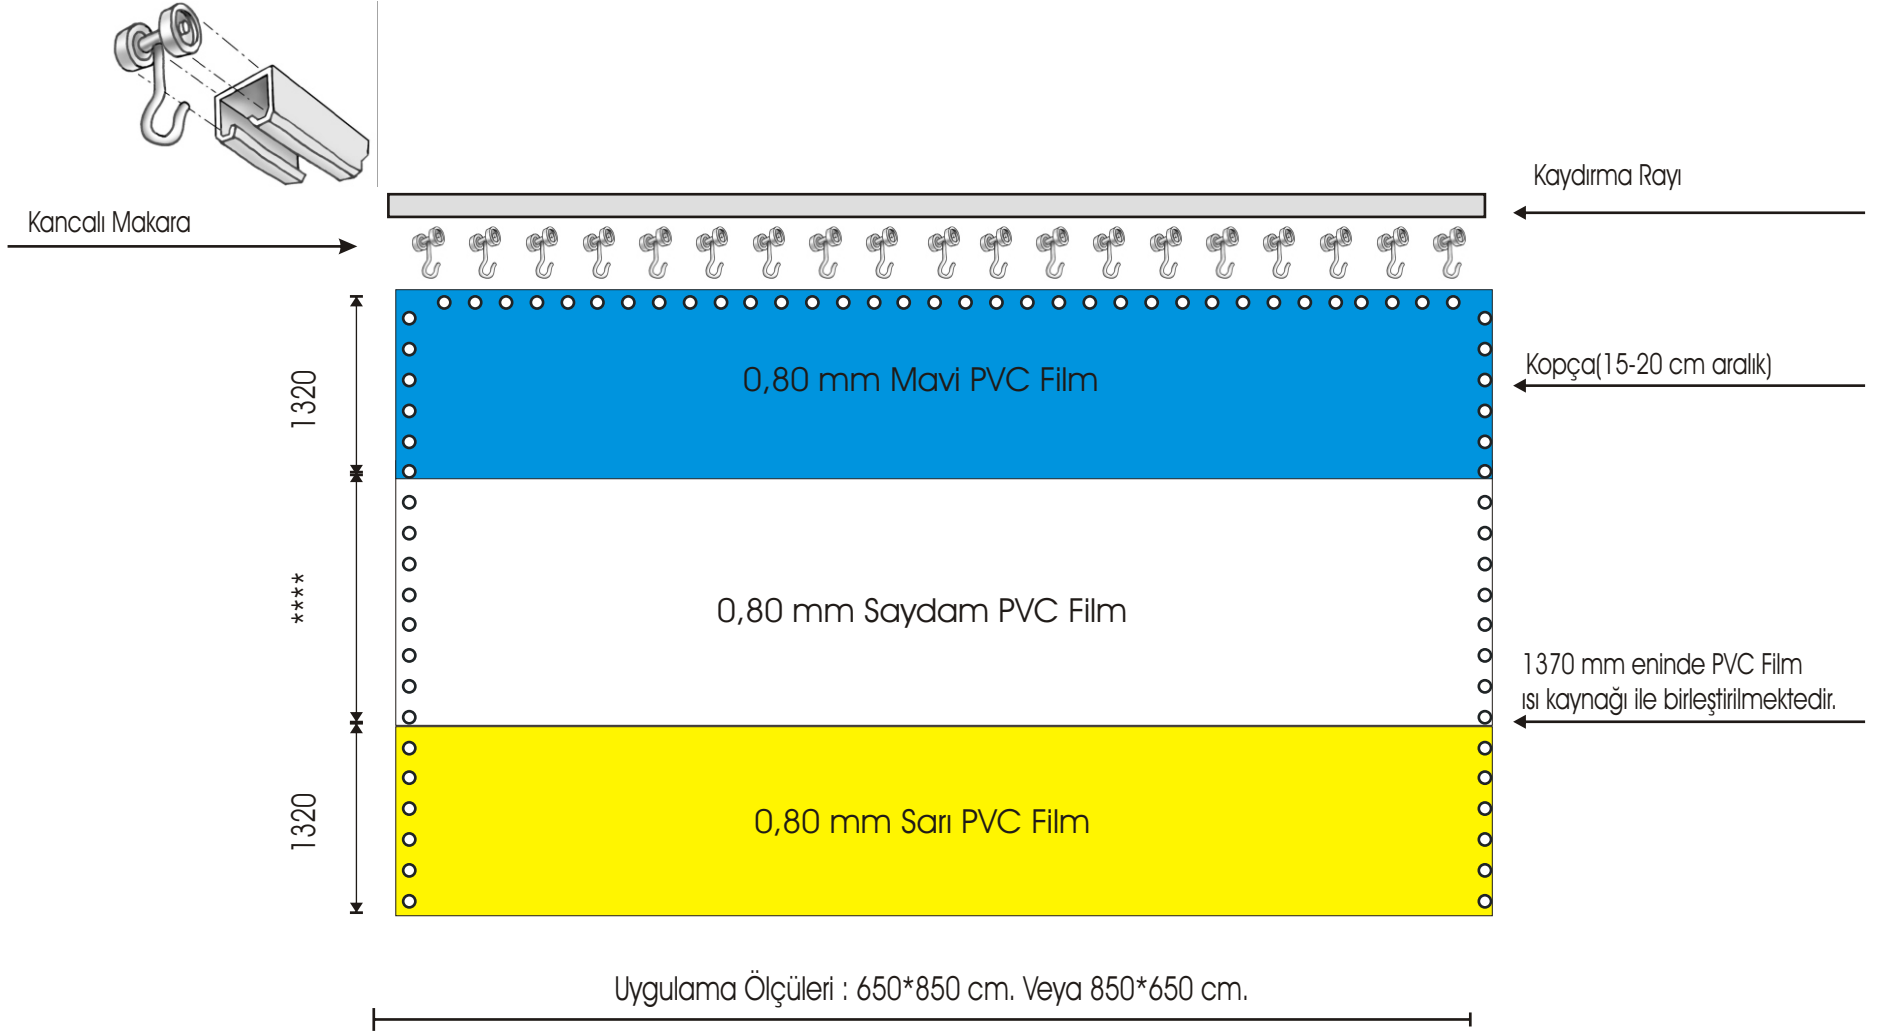 Kaydırma Rayı
Kancalı Makara
1320
0,80 mm Mavi PVC Film
Kopça(15-20 cm aralık)
****
0,80 mm Saydam PVC Film
1370 mm eninde PVC Film
ısı kaynağı ile birleştirilmektedir.
1320
0,80 mm Sarı PVC Film
Uygulama Ölçüleri : 650*850 cm. Veya 850*650 cm.